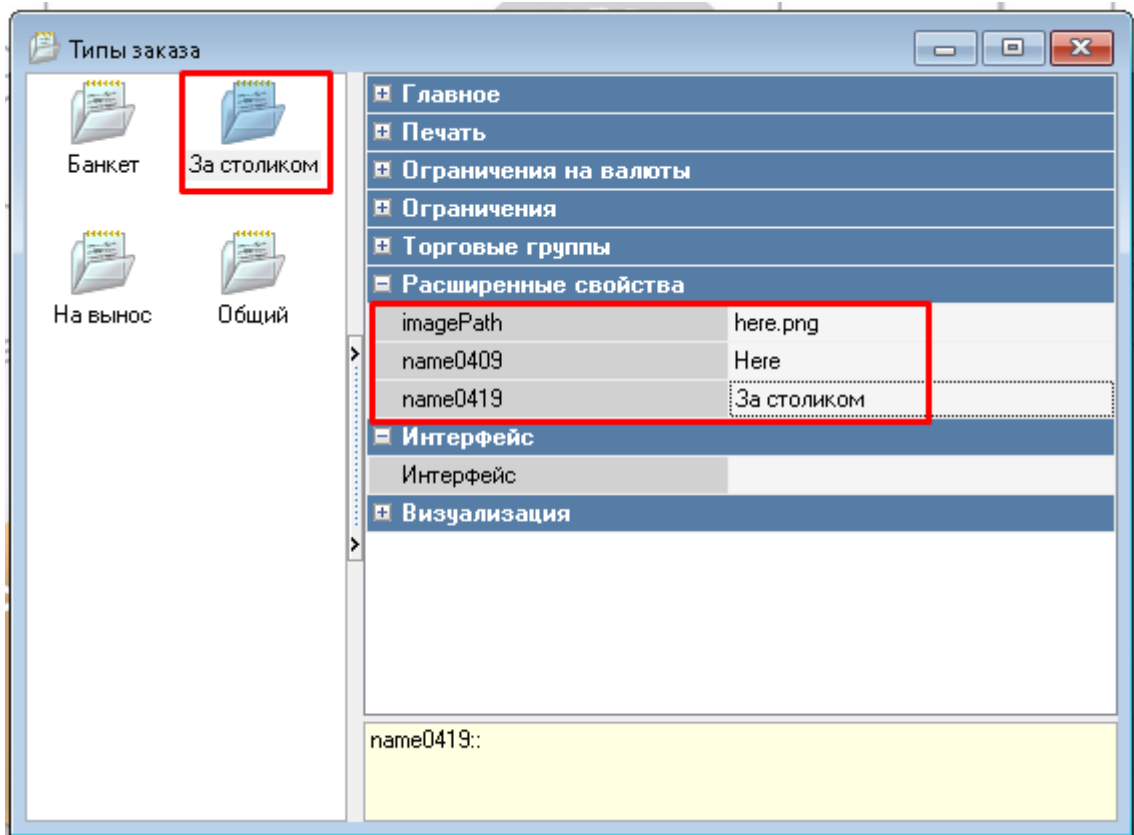 Типы заказа
Банкет
За столиком
На вынос
Общий
Главное
Печать
Ограничения на валюты
Ограничения
Торговые группы
Расширенные свойства
imagePath here.png
name0409 Here
name0419 За столиком
Интерфейс
Интерфейс
Визуализация
name0419::